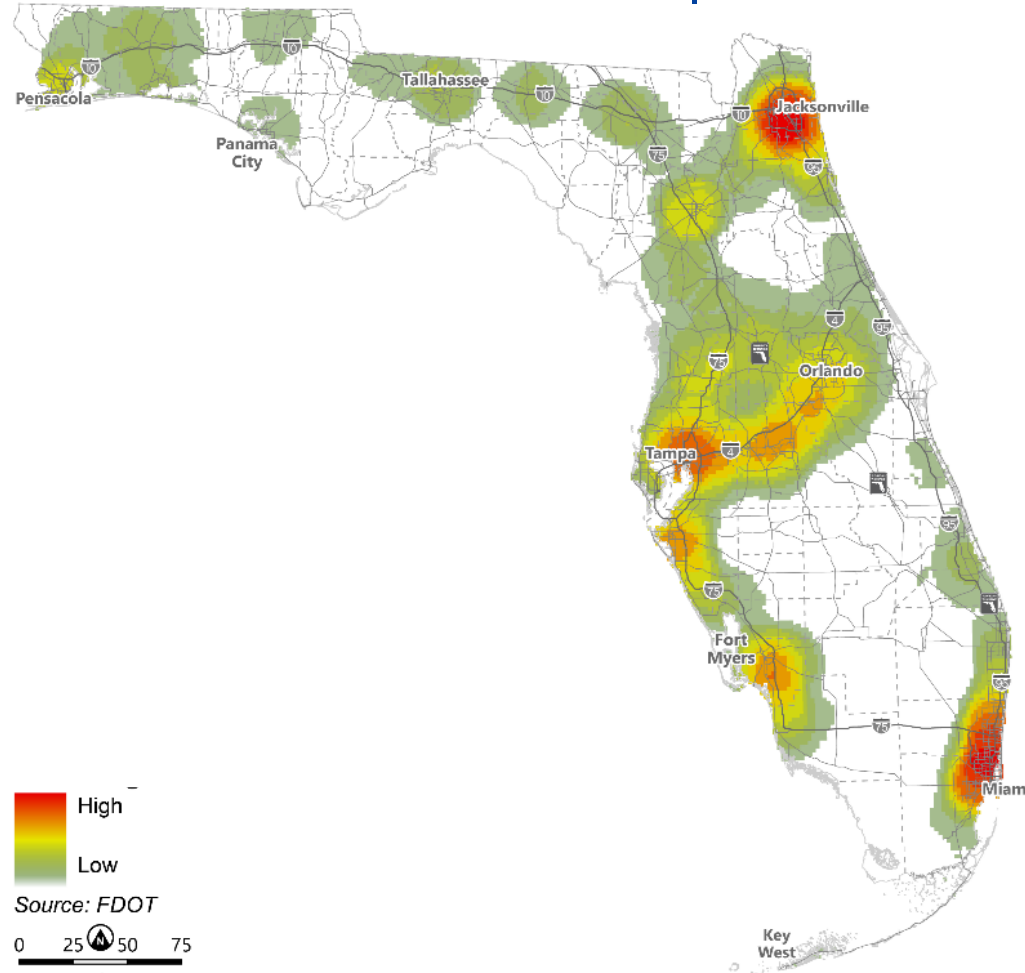 10
10
Pensacola
Tallahassee
10
Panama
City
10
Jacksonville
75
95
4
95
75
Orlando
Tampa
4
95
75
Fort
Myers
95
75
Miam
High
Low
Source: FDOT
0 25 N 50 75
Key
West